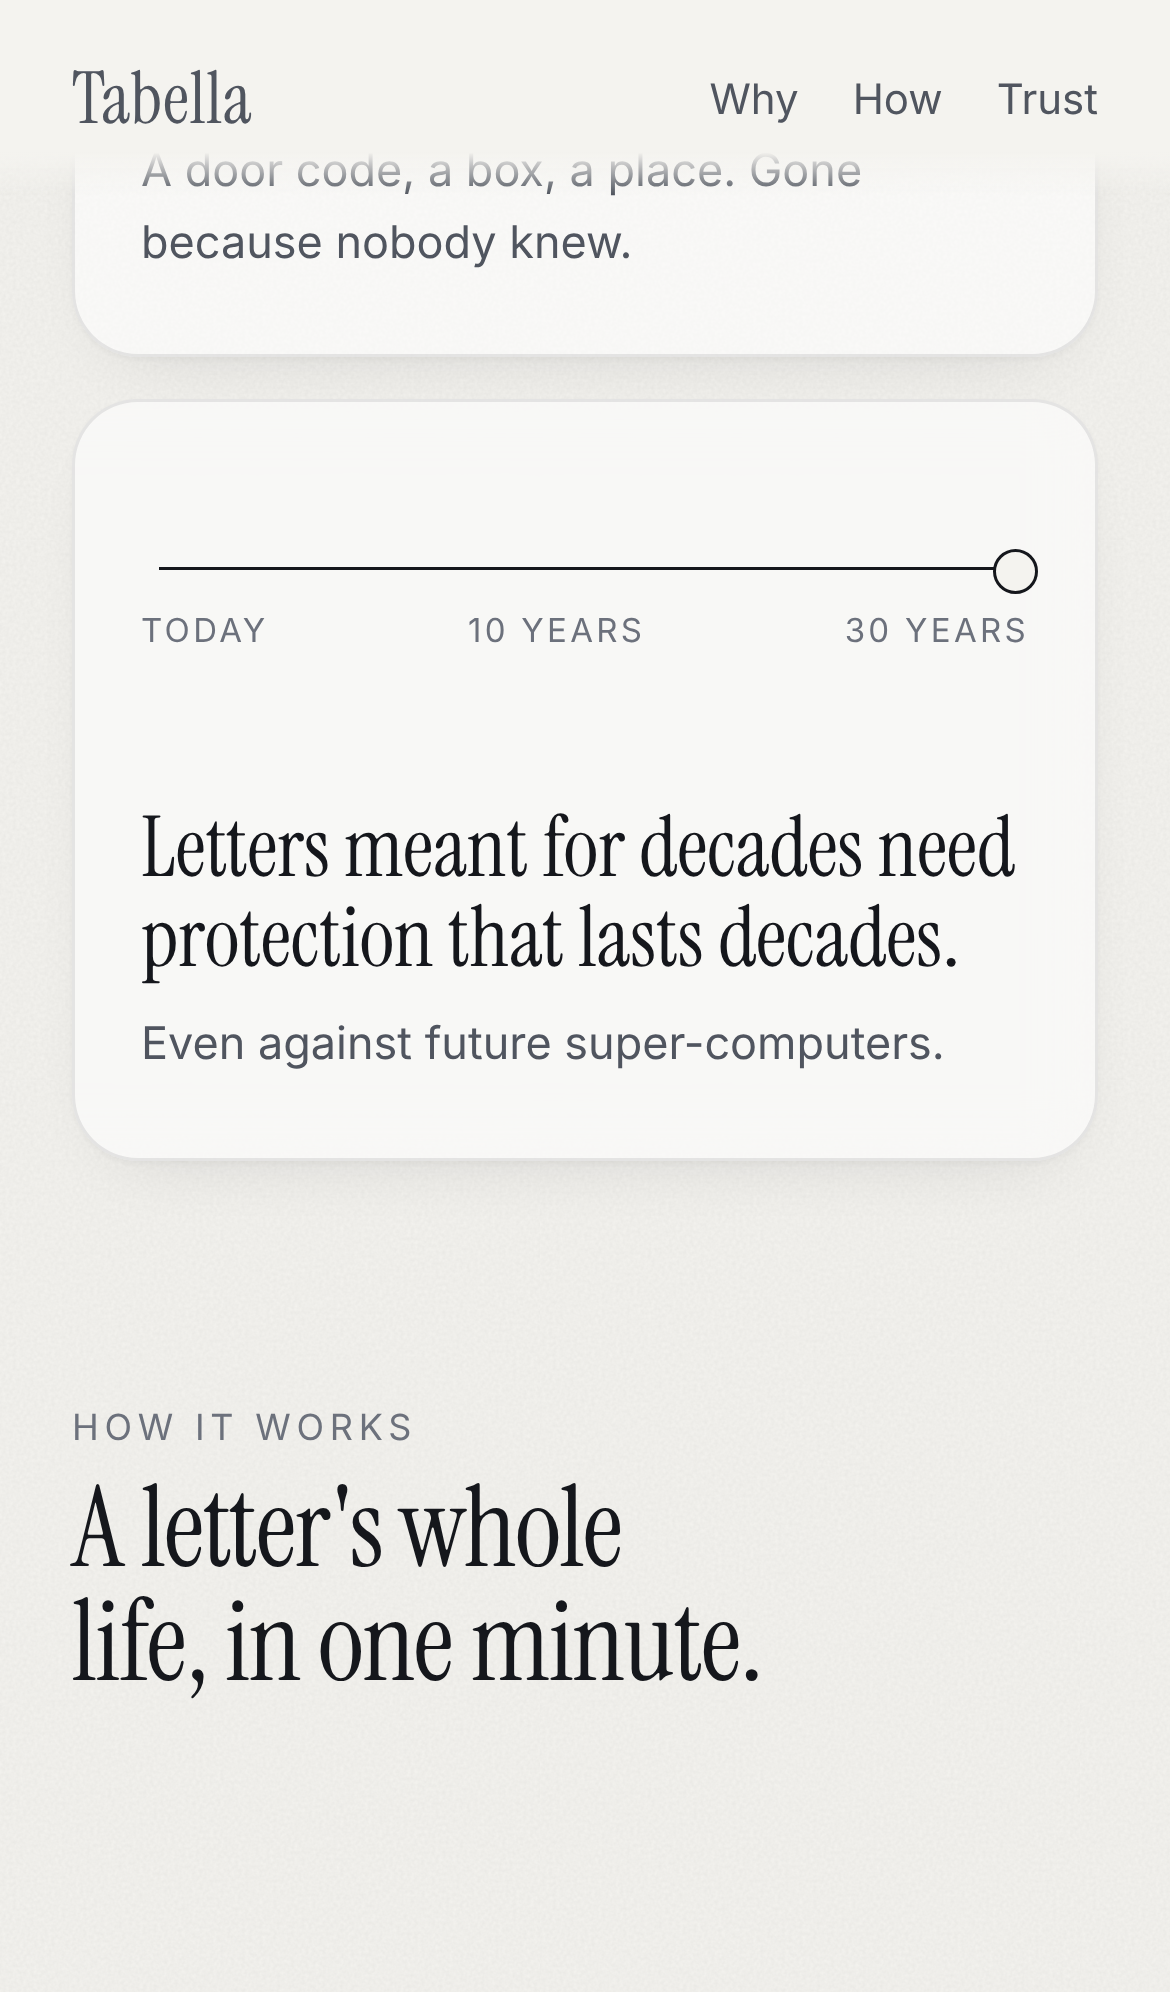 Tabella
Why How Trust
A door code, a box, a place. Gone
because nobody knew.
TODAY 10 YEARS 30 YEARS
Letters meant for decades need
protection that lasts decades.
Even against future super-computers.
HOW IT WORKS
A letter's whole
life, in one minute.